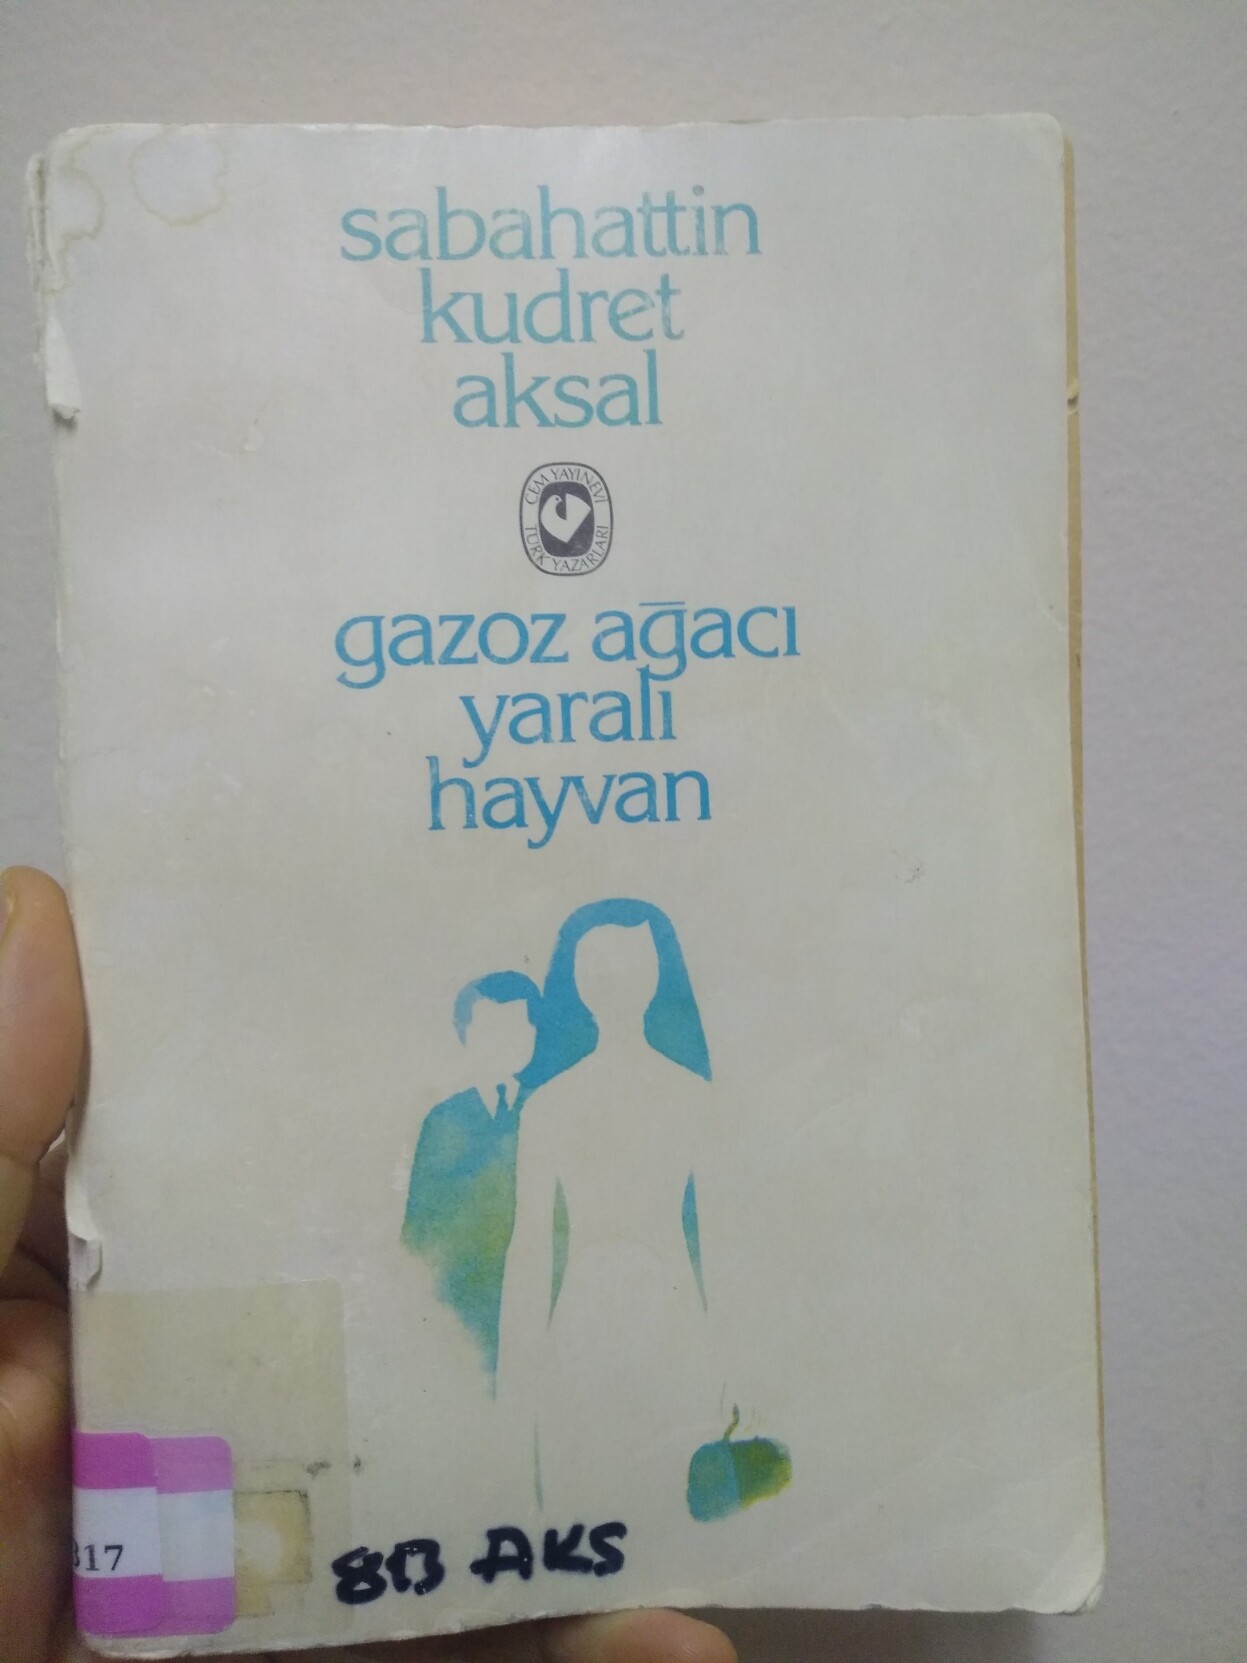 sabahattin
kudret
aksal
CEM YAYINEVİ
TÜRK YAZARLARI
gazoz ağacı
yaralı
hayvan
813 AKS
317